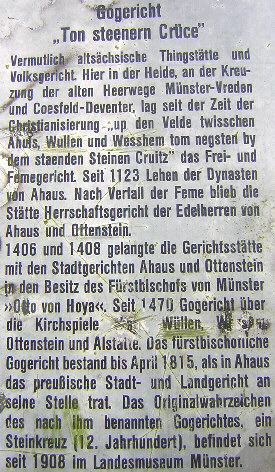 Gogericht
„Ton steenern Crüce”
Vermutlich altsächsische Thingstätte und
Volksgericht. Hier in der Heide, an der Kreu-
zung der alten Heerwege Münster-Vreden
und Coesfeld-Deventer, lag seit der Zeit der
Christianisierung „up den Velde twisschen
Ahuis, Wullen und Wesshem tom negsten by
dem staenden Steinen Cruitz” das Frei- und
Femegericht. Seit 1123 Lehen der Dynasten
von Ahaus. Nach Verfall der Feme blieb die
Stätte Herrschaftsgericht der Edelherren von
Ahaus und Ottenstein.
1406 und 1408 gelangte die Gerichtsstätte
mit den Stadtgerichten Ahaus und Ottenstein
in den Besitz des Fürstbischofs von Münster
»Otto von Hoya«. Seit 1470 Gogericht über
die Kirchspiele Wüllen,
Ottenstein und Alstätte. Das fürstbischöfliche
Gogericht bestand bis April 1815, als in Ahaus
das preußische Stadt- und Landgericht an
seine Stelle trat. Das Originalwahrzeichen
des nach ihm benannten Gogerichtes, ein
Steinkreuz (12. Jahrhundert), befindet sich
seit 1908 im Landesmuseum Münster.